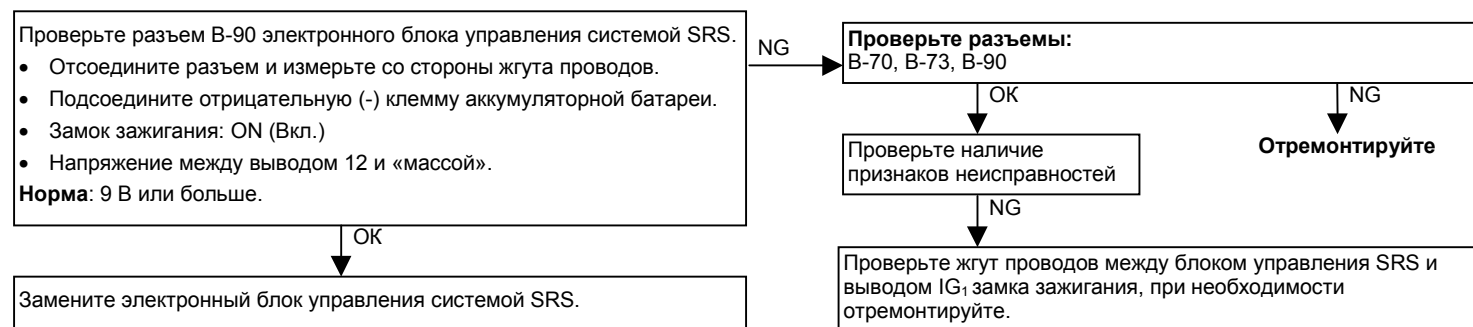 Проверьте разъем B-90 электронного блока управления системой SRS.
• Отсоедините разъем и измерьте со стороны жгута проводов.
• Подсоедините отрицательную (-) клемму аккумуляторной батареи.
• Замок зажигания: ON (Вкл.)
• Напряжение между выводом 12 и «массой».
Норма: 9 В или больше.
NG
Проверьте разъемы:
B-70, B-73, B-90
ОК
NG
Проверьте наличие
признаков неисправностей
Отремонтируйте
NG
ОК
Проверьте жгут проводов между блоком управления SRS и
выводом IG1 замка зажигания, при необходимости
отремонтируйте.
Замените электронный блок управления системой SRS.